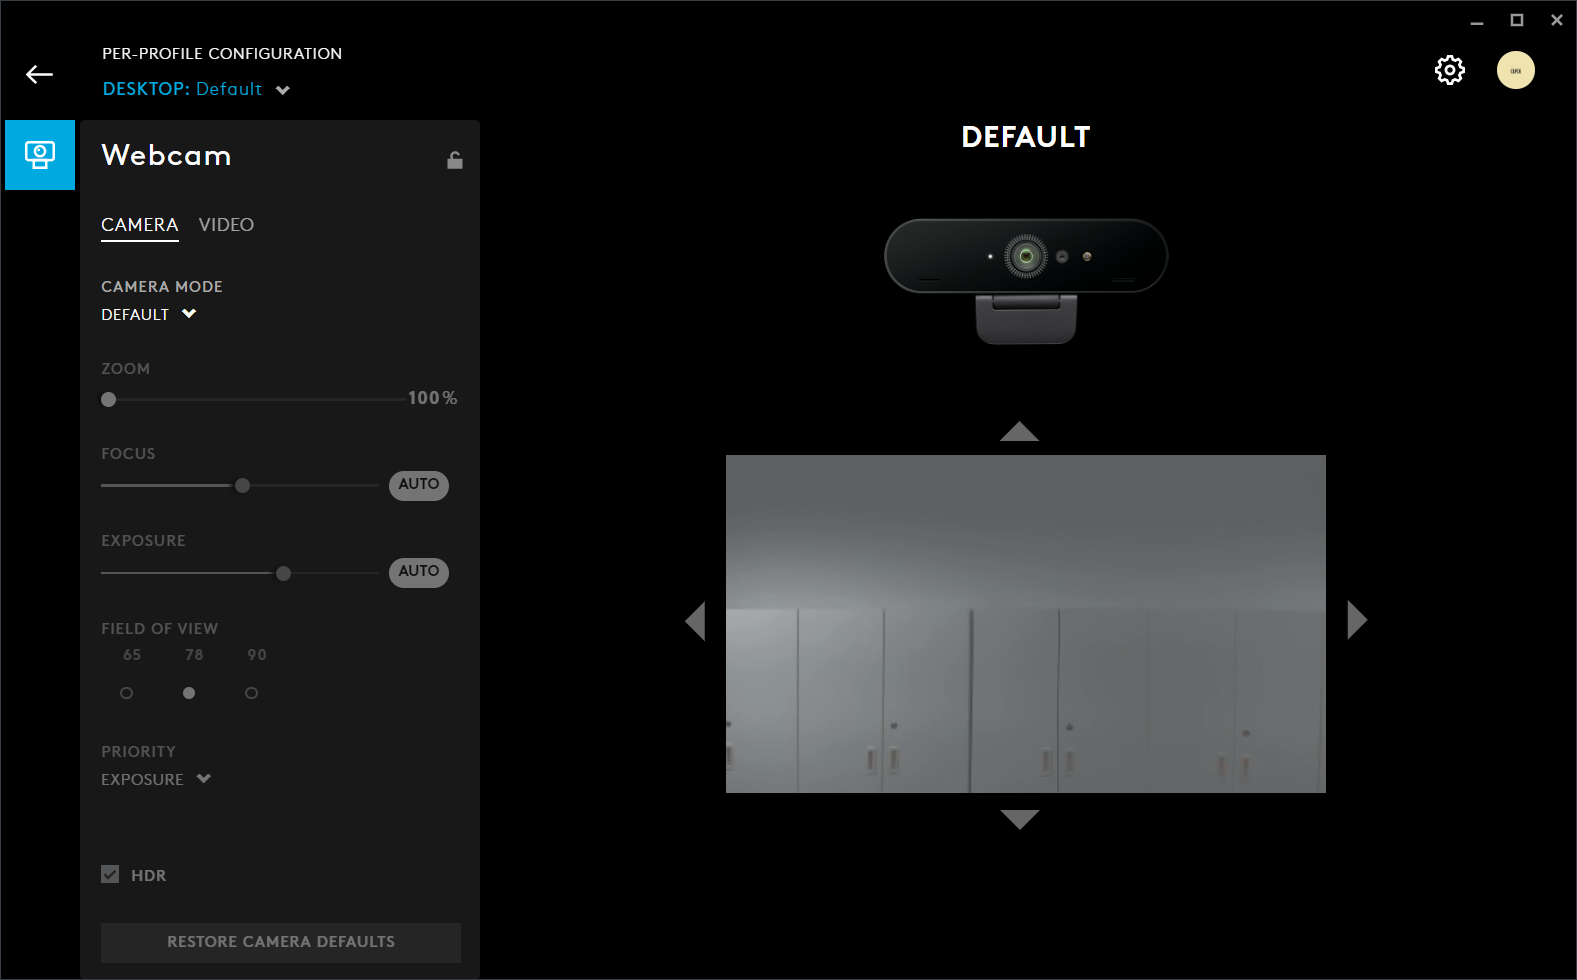 PER-PROFILE CONFIGURATION
DESKTOP: Default
Webcam
CAMERA VIDEO
CAMERA MODE
DEFAULT
ZOOM
100%
FOCUS
AUTO
EXPOSURE
AUTO
FIELD OF VIEW
65 78 90
PRIORITY
EXPOSURE
HDR
RESTORE CAMERA DEFAULTS
DEFAULT